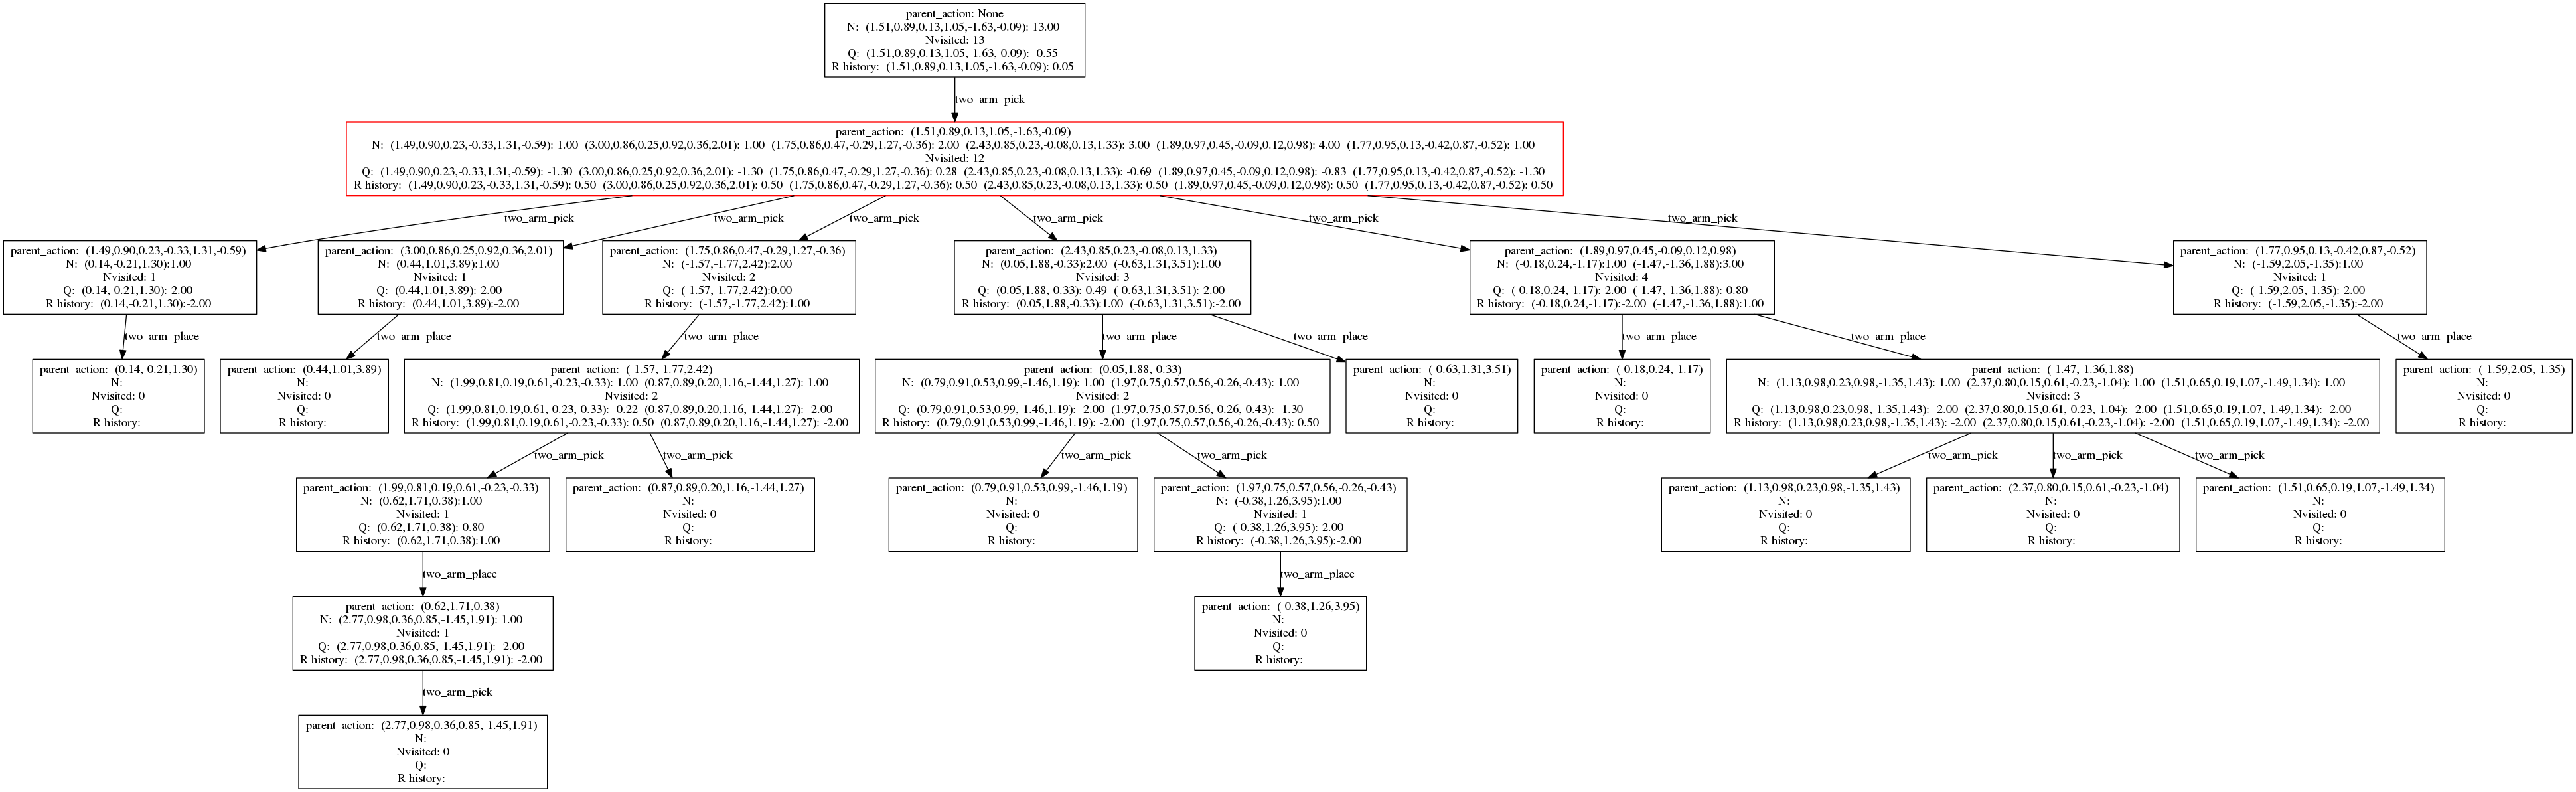 parent_action: None
N: (1.51,0.89,0.13,1.05,-1.63,-0.09): 13.00
Nvisited: 13
Q: (1.51,0.89,0.13,1.05,-1.63,-0.09): -0.55
R history: (1.51,0.89,0.13,1.05,-1.63,-0.09): 0.05
two_arm_pick
parent_action: (1.51,0.89,0.13,1.05,-1.63,-0.09)
N: (1.49,0.90,0.23,-0.33,1.31,-0.59): 1.00 (3.00,0.86,0.25,0.92,0.36,2.01): 1.00 (1.75,0.86,0.47,-0.29,1.27,-0.36): 2.00 (2.43,0.85,0.23,-0.08,0.13,1.33): 3.00 (1.89,0.97,0.45,-0.09,0.12,0.98): 4.00 (1.77,0.95,0.13,-0.42,0.87,-0.52): 1.00
Nvisited: 12
Q: (1.49,0.90,0.23,-0.33,1.31,-0.59): -1.30 (3.00,0.86,0.25,0.92,0.36,2.01): -1.30 (1.75,0.86,0.47,-0.29,1.27,-0.36): 0.28 (2.43,0.85,0.23,-0.08,0.13,1.33): -0.69 (1.89,0.97,0.45,-0.09,0.12,0.98): -0.83 (1.77,0.95,0.13,-0.42,0.87,-0.52): -1.30
R history: (1.49,0.90,0.23,-0.33,1.31,-0.59): 0.50 (3.00,0.86,0.25,0.92,0.36,2.01): 0.50 (1.75,0.86,0.47,-0.29,1.27,-0.36): 0.50 (2.43,0.85,0.23,-0.08,0.13,1.33): 0.50 (1.89,0.97,0.45,-0.09,0.12,0.98): 0.50 (1.77,0.95,0.13,-0.42,0.87,-0.52): 0.50
two_arm_pick
two_arm_pick
two_arm_pick
two_arm_pick
two_arm_pick
two_arm_pick
parent_action: (1.49,0.90,0.23,-0.33,1.31,-0.59)
N: (0.14,-0.21,1.30):1.00
Nvisited: 1
Q: (0.14,-0.21,1.30):-2.00
R history: (0.14,-0.21,1.30):-2.00
parent_action: (3.00,0.86,0.25,0.92,0.36,2.01)
N: (0.44,1.01,3.89):1.00
Nvisited: 1
Q: (0.44,1.01,3.89):-2.00
R history: (0.44,1.01,3.89):-2.00
parent_action: (1.75,0.86,0.47,-0.29,1.27,-0.36)
N: (-1.57,-1.77,2.42):2.00
Nvisited: 2
Q: (-1.57,-1.77,2.42):0.00
R history: (-1.57,-1.77,2.42):1.00
parent_action: (2.43,0.85,0.23,-0.08,0.13,1.33)
N: (0.05,1.88,-0.33):2.00 (-0.63,1.31,3.51):1.00
Nvisited: 3
Q: (0.05,1.88,-0.33):-0.49 (-0.63,1.31,3.51):-2.00
R history: (0.05,1.88,-0.33):1.00 (-0.63,1.31,3.51):-2.00
parent_action: (1.89,0.97,0.45,-0.09,0.12,0.98)
N: (-0.18,0.24,-1.17):1.00 (-1.47,-1.36,1.88):3.00
Nvisited: 4
Q: (-0.18,0.24,-1.17):-2.00 (-1.47,-1.36,1.88):-0.80
R history: (-0.18,0.24,-1.17):-2.00 (-1.47,-1.36,1.88):1.00
parent_action: (1.77,0.95,0.13,-0.42,0.87,-0.52)
N: (-1.59,2.05,-1.35):1.00
Nvisited: 1
Q: (-1.59,2.05,-1.35):-2.00
R history: (-1.59,2.05,-1.35):-2.00
two_arm_place
two_arm_place
two_arm_place
two_arm_place
two_arm_place
two_arm_place
two_arm_place
two_arm_place
parent_action: (0.14,-0.21,1.30)
N:
Nvisited: 0
Q:
R history:
parent_action: (0.44,1.01,3.89)
N:
Nvisited: 0
Q:
R history:
parent_action: (-1.57,-1.77,2.42)
N: (1.99,0.81,0.19,0.61,-0.23,-0.33): 1.00 (0.87,0.89,0.20,1.16,-1.44,1.27): 1.00
Nvisited: 2
Q: (1.99,0.81,0.19,0.61,-0.23,-0.33): -0.22 (0.87,0.89,0.20,1.16,-1.44,1.27): -2.00
R history: (1.99,0.81,0.19,0.61,-0.23,-0.33): 0.50 (0.87,0.89,0.20,1.16,-1.44,1.27): -2.00
parent_action: (0.05,1.88,-0.33)
N: (0.79,0.91,0.53,0.99,-1.46,1.19): 1.00 (1.97,0.75,0.57,0.56,-0.26,-0.43): 1.00
Nvisited: 2
Q: (0.79,0.91,0.53,0.99,-1.46,1.19): -2.00 (1.97,0.75,0.57,0.56,-0.26,-0.43): -1.30
R history: (0.79,0.91,0.53,0.99,-1.46,1.19): -2.00 (1.97,0.75,0.57,0.56,-0.26,-0.43): 0.50
parent_action: (-0.63,1.31,3.51)
N:
Nvisited: 0
Q:
R history:
parent_action: (-0.18,0.24,-1.17)
N:
Nvisited: 0
Q:
R history:
parent_action: (-1.47,-1.36,1.88)
N: (1.13,0.98,0.23,0.98,-1.35,1.43): 1.00 (2.37,0.80,0.15,0.61,-0.23,-1.04): 1.00 (1.51,0.65,0.19,1.07,-1.49,1.34): 1.00
Nvisited: 3
Q: (1.13,0.98,0.23,0.98,-1.35,1.43): -2.00 (2.37,0.80,0.15,0.61,-0.23,-1.04): -2.00 (1.51,0.65,0.19,1.07,-1.49,1.34): -2.00
R history: (1.13,0.98,0.23,0.98,-1.35,1.43): -2.00 (2.37,0.80,0.15,0.61,-0.23,-1.04): -2.00 (1.51,0.65,0.19,1.07,-1.49,1.34): -2.00
parent_action: (-1.59,2.05,-1.35)
N:
Nvisited: 0
Q:
R history:
two_arm_pick
two_arm_pick
two_arm_pick
two_arm_pick
two_arm_pick
two_arm_pick
two_arm_pick
parent_action: (1.99,0.81,0.19,0.61,-0.23,-0.33)
N: (0.62,1.71,0.38):1.00
Nvisited: 1
Q: (0.62,1.71,0.38):-0.80
R history: (0.62,1.71,0.38):1.00
parent_action: (0.87,0.89,0.20,1.16,-1.44,1.27)
N:
Nvisited: 0
Q:
R history:
parent_action: (0.79,0.91,0.53,0.99,-1.46,1.19)
N:
Nvisited: 0
Q:
R history:
parent_action: (1.97,0.75,0.57,0.56,-0.26,-0.43)
N: (-0.38,1.26,3.95):1.00
Nvisited: 1
Q: (-0.38,1.26,3.95):-2.00
R history: (-0.38,1.26,3.95):-2.00
parent_action: (1.13,0.98,0.23,0.98,-1.35,1.43)
N:
Nvisited: 0
Q:
R history:
parent_action: (2.37,0.80,0.15,0.61,-0.23,-1.04)
N:
Nvisited: 0
Q:
R history:
parent_action: (1.51,0.65,0.19,1.07,-1.49,1.34)
N:
Nvisited: 0
Q:
R history:
two_arm_place
two_arm_place
parent_action: (0.62,1.71,0.38)
N: (2.77,0.98,0.36,0.85,-1.45,1.91): 1.00
Nvisited: 1
Q: (2.77,0.98,0.36,0.85,-1.45,1.91): -2.00
R history: (2.77,0.98,0.36,0.85,-1.45,1.91): -2.00
parent_action: (-0.38,1.26,3.95)
N:
Nvisited: 0
Q:
R history:
two_arm_pick
parent_action: (2.77,0.98,0.36,0.85,-1.45,1.91)
N:
Nvisited: 0
Q:
R history: